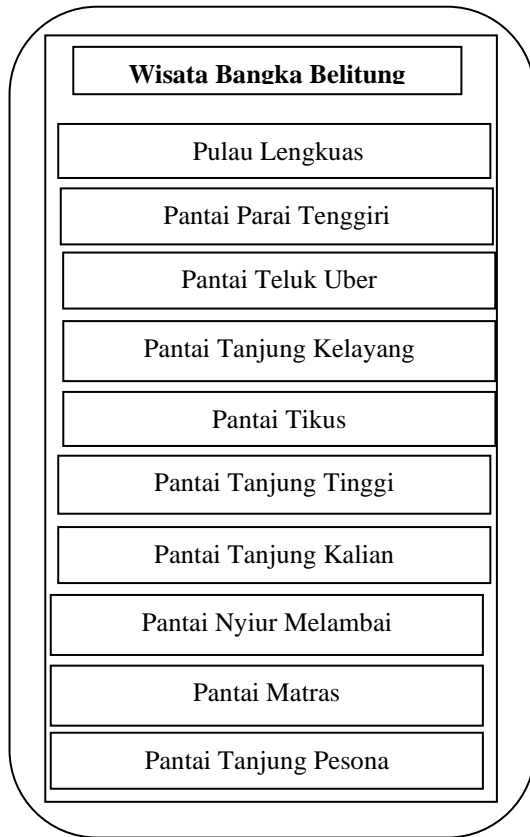 Wisata Bangka Belitung
Pulau Lengkuas
Pantai Parai Tenggiri
Pantai Teluk Uber
Pantai Tanjung Kelayang
Pantai Tikus
Pantai Tanjung Tinggi
Pantai Tanjung Kalian
Pantai Nyiur Melambai
Pantai Matras
Pantai Tanjung Pesona